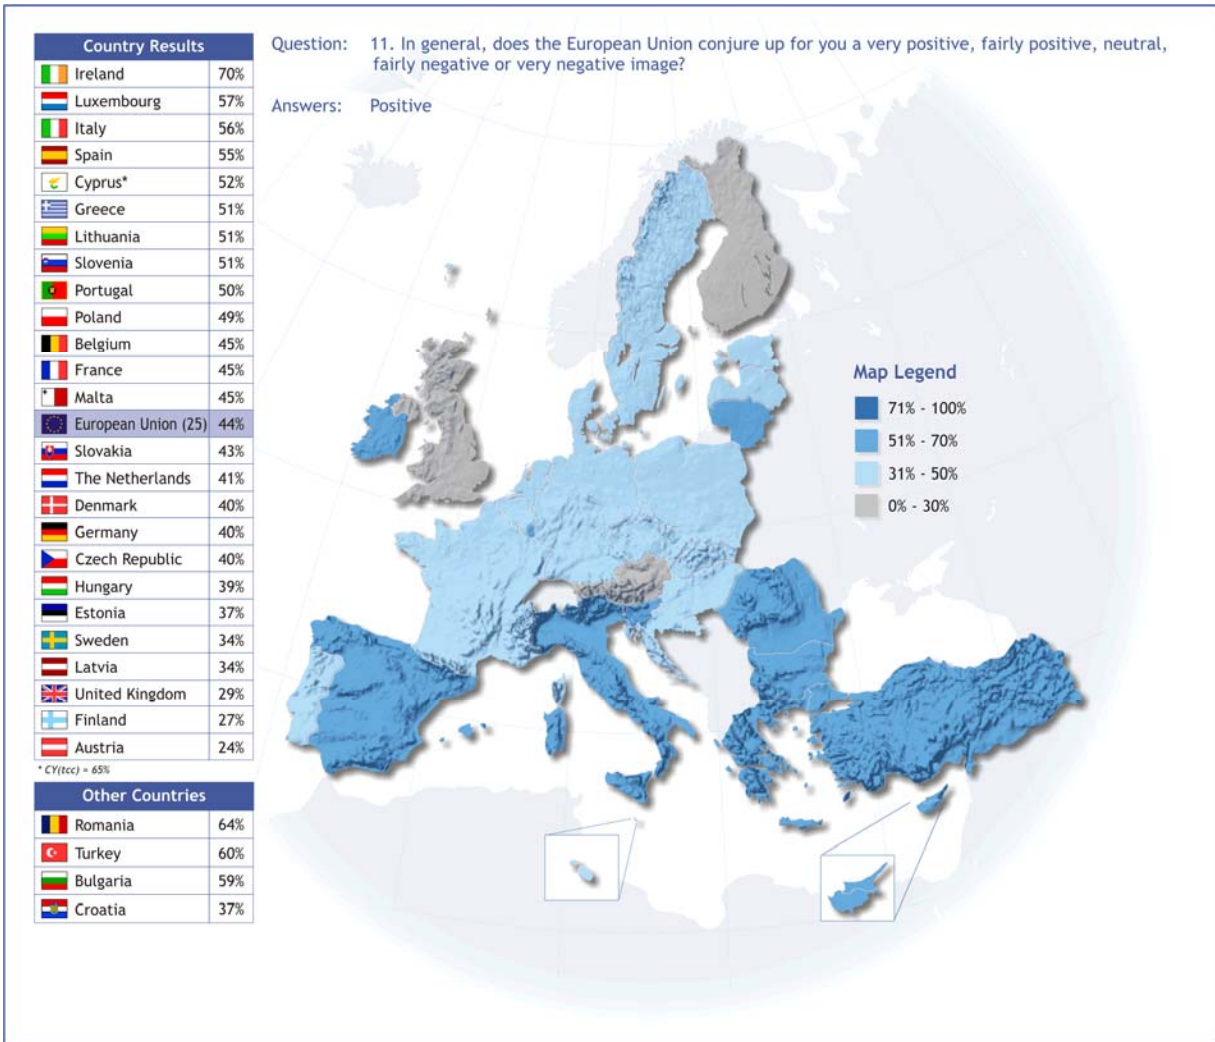 Question: 11. In general, does the European Union conjure up for you a very positive, fairly positive, neutral,
fairly negative or very negative image?
Answers: Positive
Country Results
Ireland 70%
Luxembourg 57%
Italy 56%
Spain 55%
Cyprus* 52%
Greece 51%
Lithuania 51%
Slovenia 51%
Portugal 50%
Poland 49%
Belgium 45%
France 45%
Malta 45%
European Union (25) 44%
Slovakia 43%
The Netherlands 41%
Denmark 40%
Germany 40%
Czech Republic 40%
Hungary 39%
Estonia 37%
Sweden 34%
Latvia 34%
United Kingdom 29%
Finland 27%
Austria 24%
* CY(tcc) = 65%
Other Countries
Romania 64%
Turkey 60%
Bulgaria 59%
Croatia 37%
Map Legend
71% - 100%
51% - 70%
31% - 50%
0% - 30%